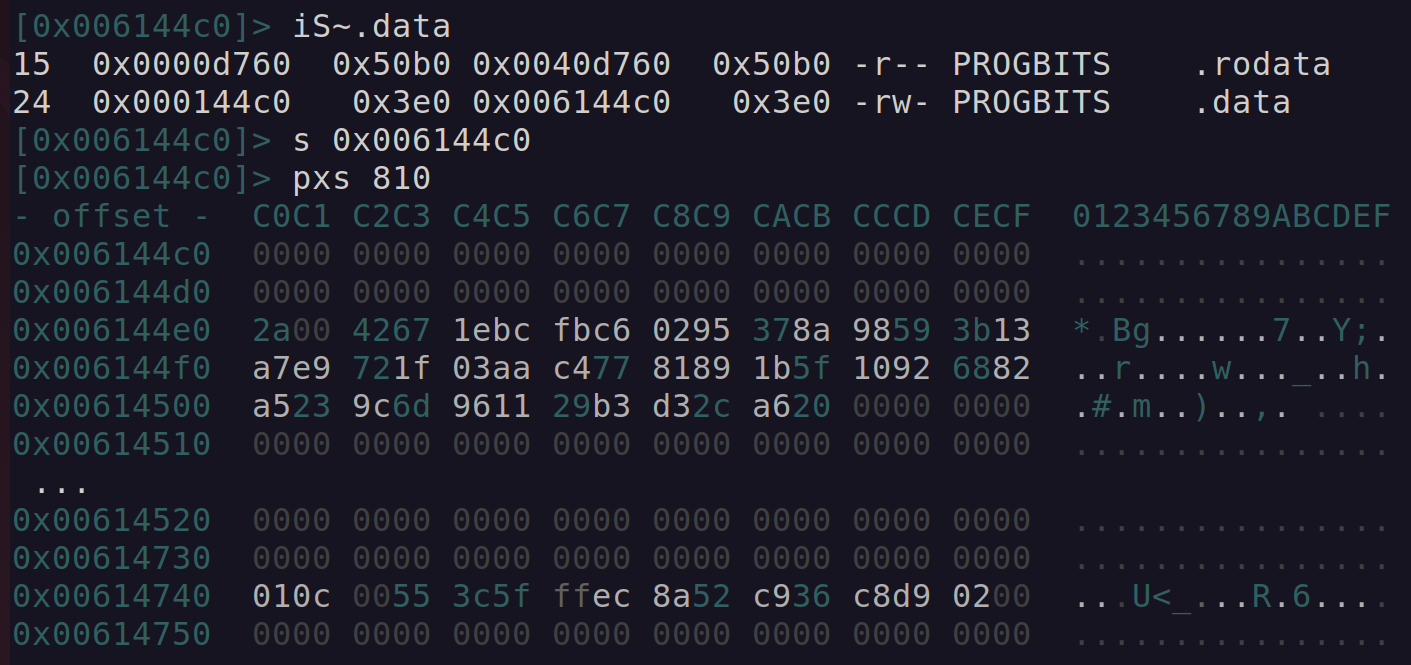 [0x006144c0]> iS~.data
15  0x0000d760  0x50b0 0x0040d760  0x50b0 -r-- PROGBITS   .rodata
24  0x000144c0   0x3e0 0x006144c0   0x3e0 -rw- PROGBITS   .data
[0x006144c0]> s 0x006144c0
[0x006144c0]> pxs 810
- offset -  C0C1 C2C3 C4C5 C6C7 C8C9 CACB CCCD CECF  0123456789ABCDEF
0x006144c0  0000 0000 0000 0000 0000 0000 0000 0000  ................
0x006144d0  0000 0000 0000 0000 0000 0000 0000 0000  ................
0x006144e0  2a00 4267 1ebc fbc6 0295 378a 9859 3b13  *.Bg......7..Y;.
0x006144f0  a7e9 721f 03aa c477 8189 1b5f 1092 6882  ..r....w..._..h.
0x00614500  a523 9c6d 9611 29b3 d32c a620 0000 0000  .#.m..)..,. ....
0x00614510  0000 0000 0000 0000 0000 0000 0000 0000  ................
 ...
0x00614520  0000 0000 0000 0000 0000 0000 0000 0000  ................
0x00614730  0000 0000 0000 0000 0000 0000 0000 0000  ................
0x00614740  010c 0055 3c5f ffec 8a52 c936 c8d9 0200  ...U<_...R.6....
0x00614750  0000 0000 0000 0000 0000 0000 0000 0000  ................